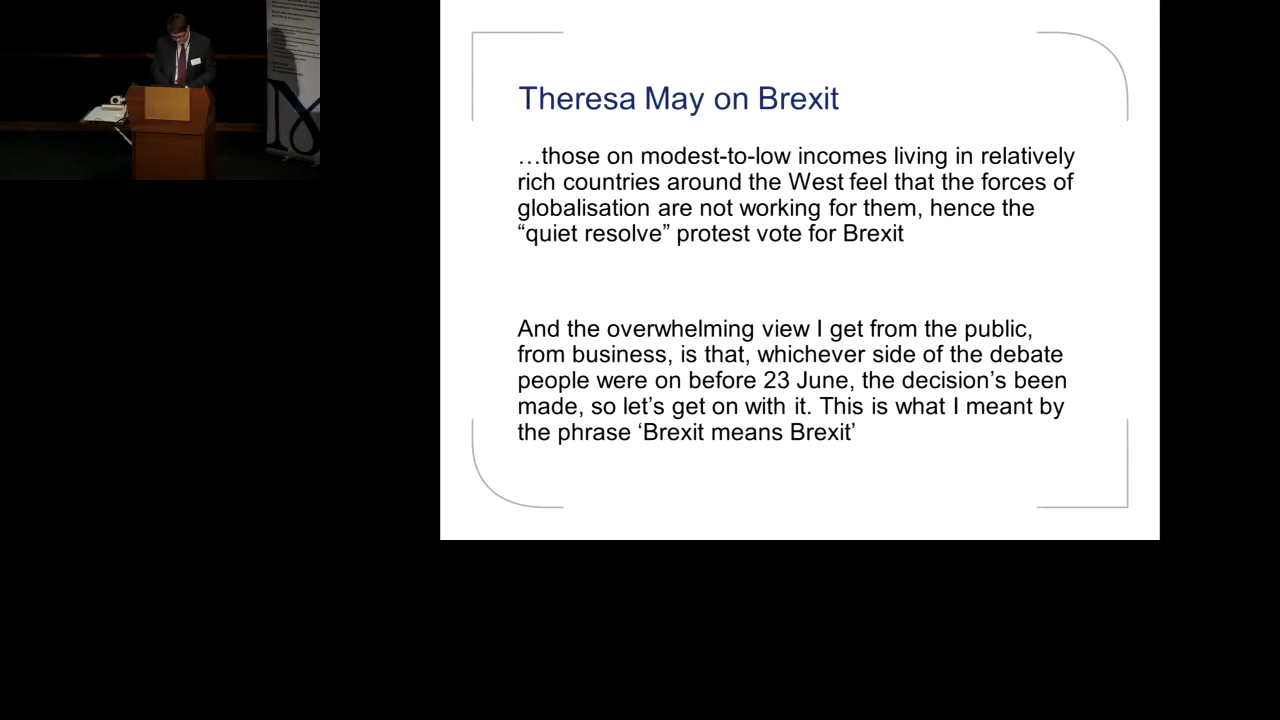 Theresa May on Brexit
…those on modest-to-low incomes living in relatively
rich countries around the West feel that the forces of
globalisation are not working for them, hence the
“quiet resolve” protest vote for Brexit
And the overwhelming view I get from the public,
from business, is that, whichever side of the debate
people were on before 23 June, the decision’s been
made, so let’s get on with it. This is what I meant by
the phrase ‘Brexit means Brexit’